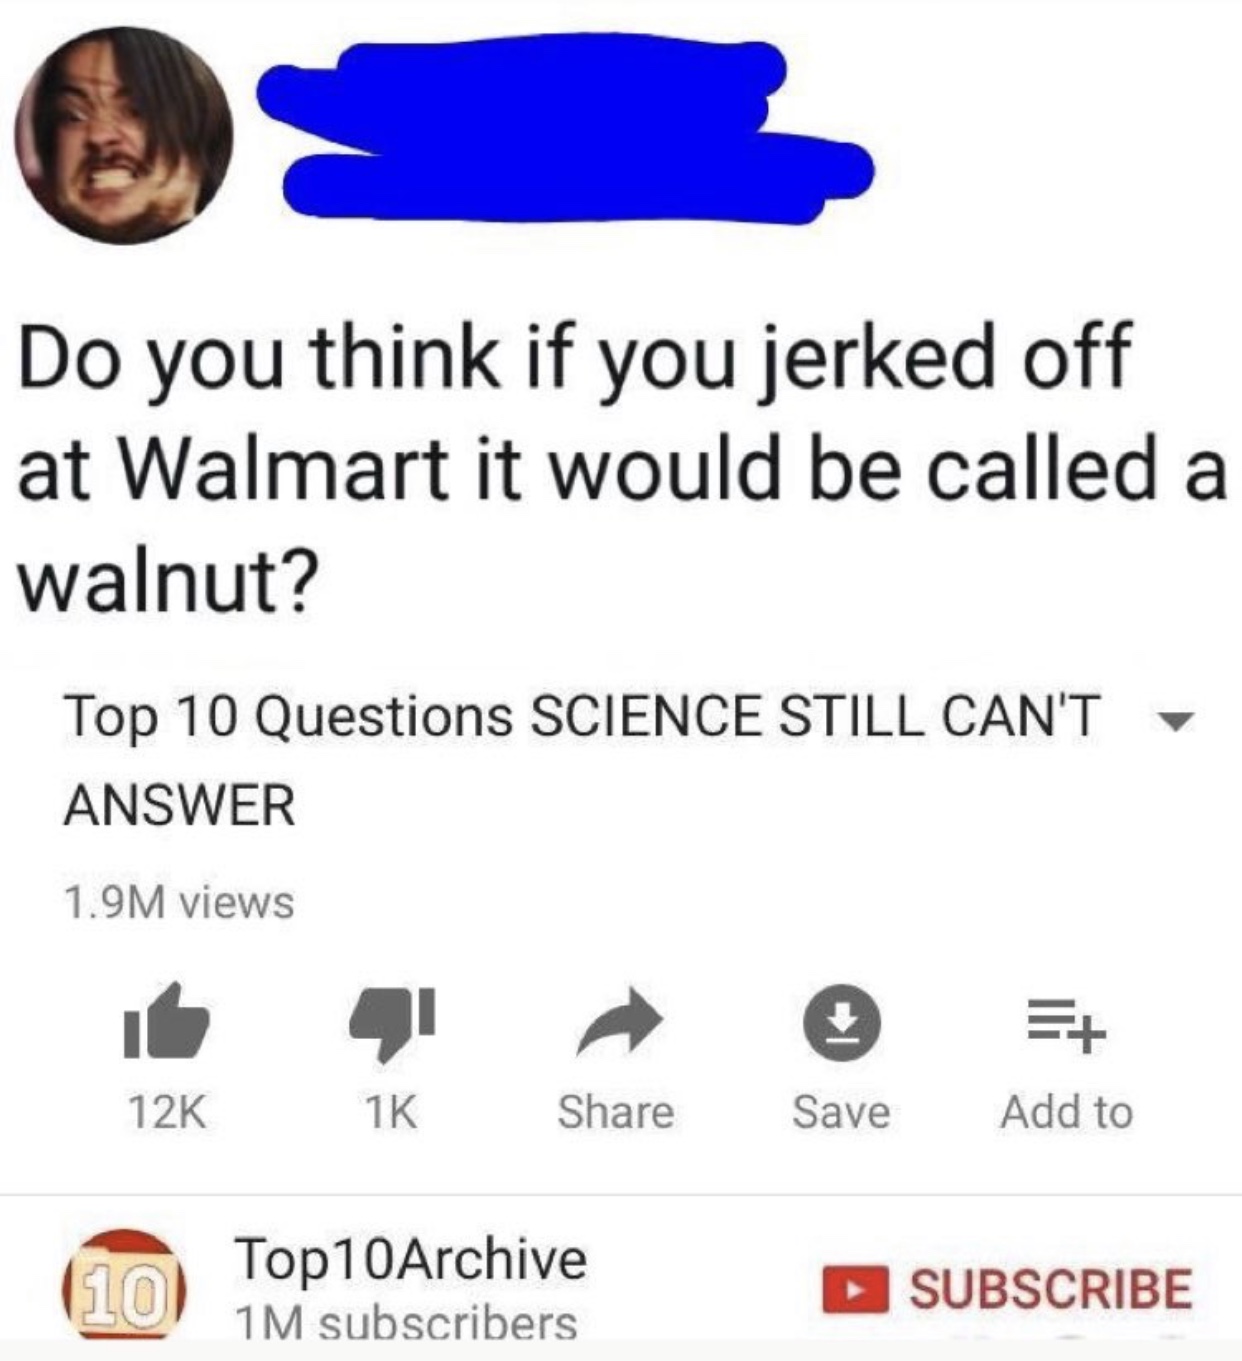 Do you think if you jerked off
at Walmart it would be called a
walnut?
Top 10 Questions SCIENCE STILL CAN'T
ANSWER
1.9M views
12K 1K Share Save Add to
10 Top10Archive SUBSCRIBE
1M subscribers